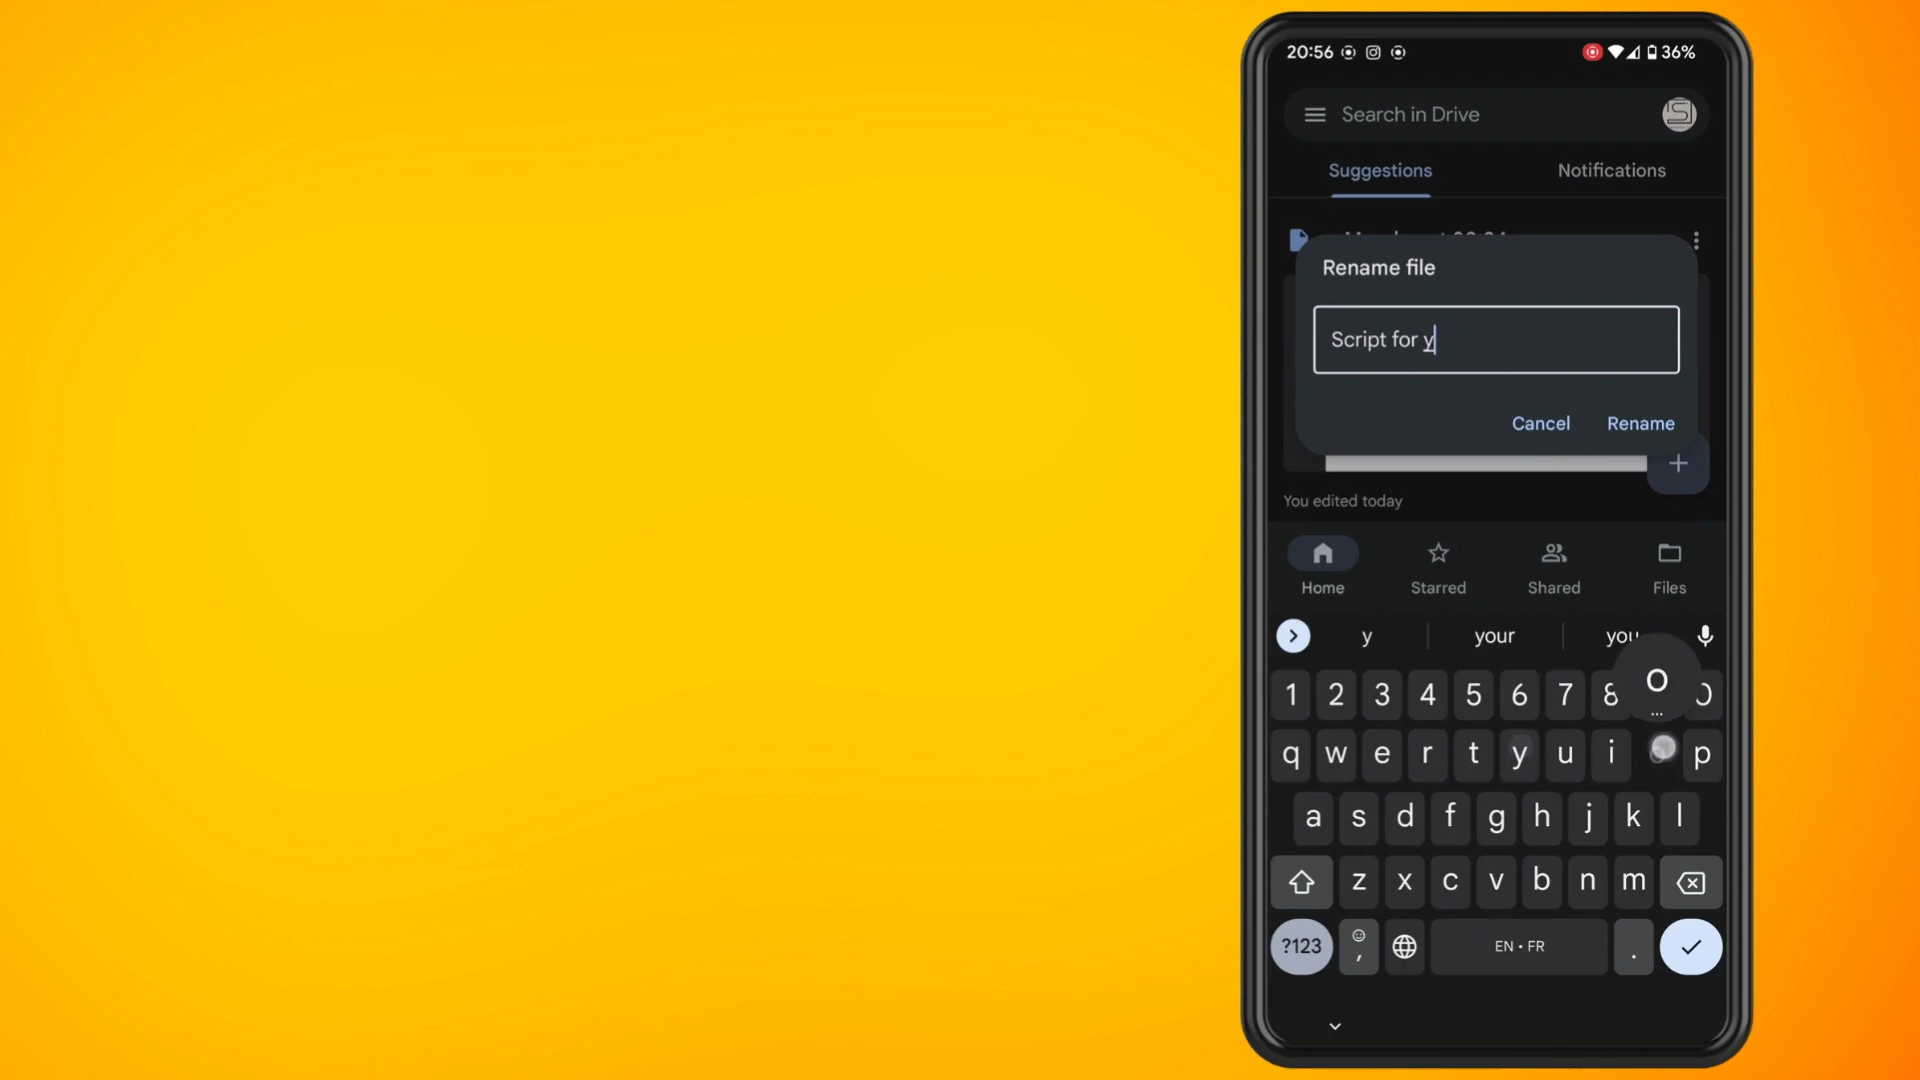 20:56
36%
Search in Drive
Suggestions
Notifications
Rename file
Script for y
Cancel
Rename
You edited today
Home
Starred
Shared
Files
y
your
you
o
...
1 2 3 4 5 6 7 8
q w e r t y u i p
a s d f g h j k l
z x c v b n m
?123
,
EN • FR
.